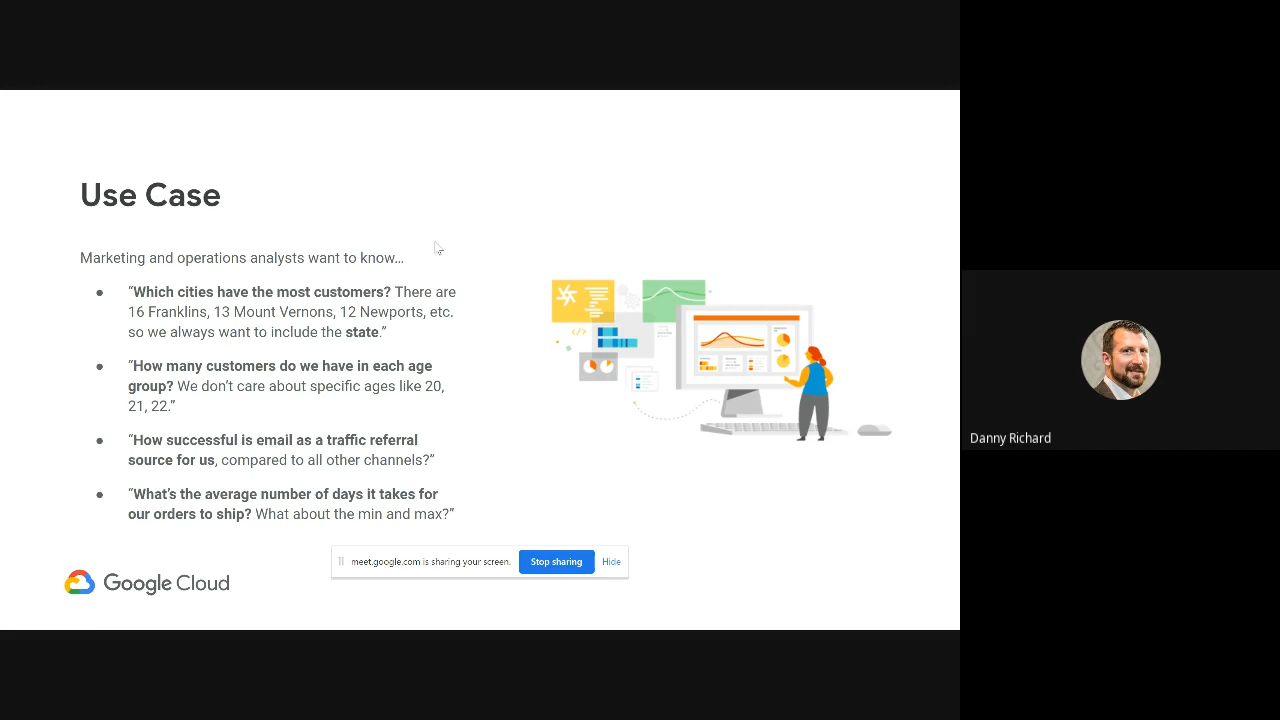 Use Case
Marketing and operations analysts want to know...
● “Which cities have the most customers? There are
16 Franklins, 13 Mount Vernons, 12 Newports, etc.
so we always want to include the state.”
● “How many customers do we have in each age
group? We don’t care about specific ages like 20,
21, 22.”
● “How successful is email as a traffic referral
source for us, compared to all other channels?”
● “What’s the average number of days it takes for
our orders to ship? What about the min and max?”
</>
meet.google.com is sharing your screen. Stop sharing Hide
Google Cloud
Danny Richard